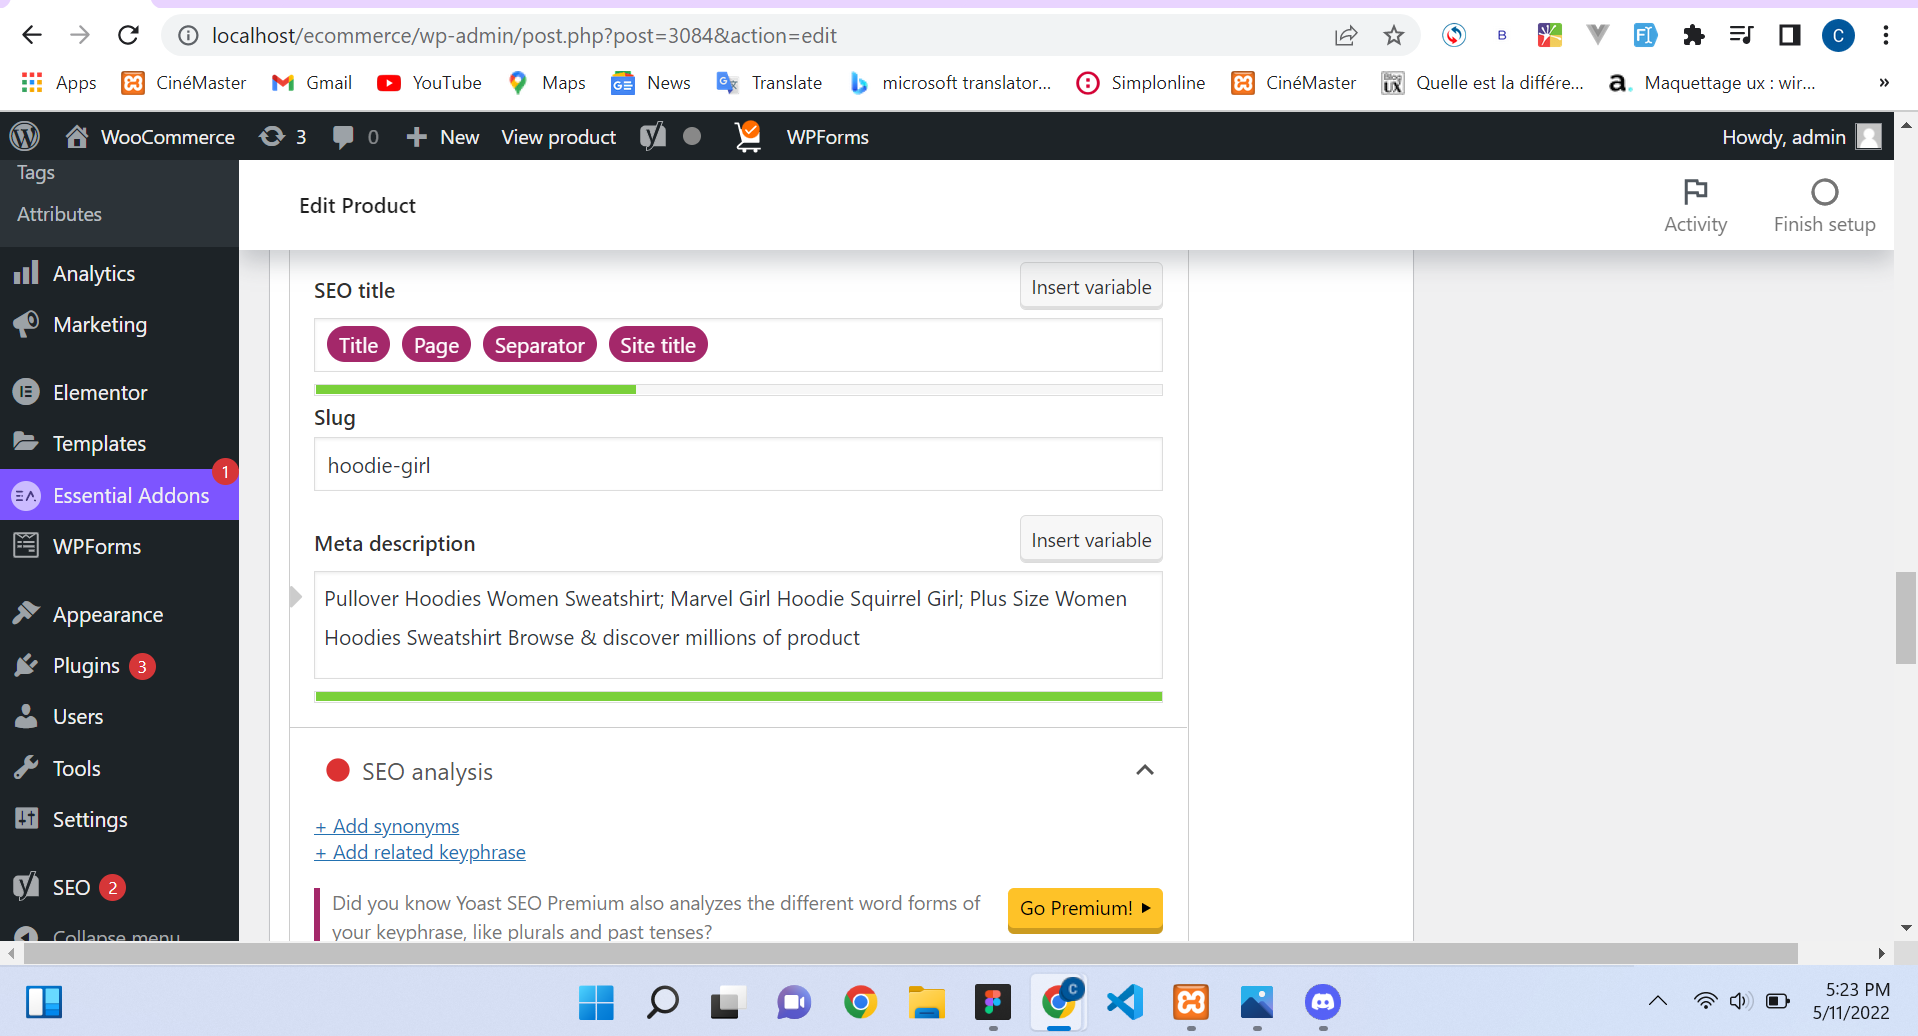 localhost/ecommerce/wp-admin/post.php?post=3084&action=edit
B
C
Apps
CinéMaster
Gmail
YouTube
Maps
News
Translate
microsoft translator...
Simplonline
CinéMaster
Quelle est la différe...
Maquettage ux : wir...
»
WooCommerce
3
0
New
View product
WPForms
Howdy, admin
Tags
Attributes
Analytics
Marketing
Elementor
Templates
1
Essential Addons
WPForms
Appearance
Plugins 3
Users
Tools
Settings
SEO 2
Collapse menu
Edit Product
Activity
Finish setup
SEO title
Insert variable
Title Page Separator Site title
Slug
hoodie-girl
Meta description
Insert variable
Pullover Hoodies Women Sweatshirt; Marvel Girl Hoodie Squirrel Girl; Plus Size Women
Hoodies Sweatshirt Browse & discover millions of product
SEO analysis
+ Add synonyms
+ Add related keyphrase
Did you know Yoast SEO Premium also analyzes the different word forms of
your keyphrase, like plurals and past tenses?
Go Premium!
C
5:23 PM
5/11/2022